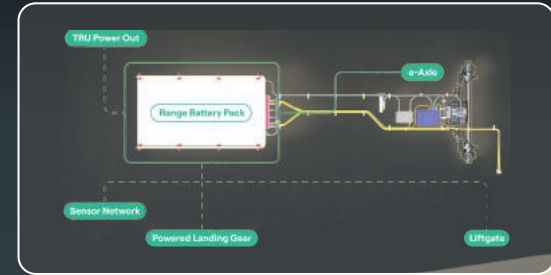 TRU Power Out
e-Axle
Range Battery Pack
Sensor Network
Powered Landing Gear
Liftgate